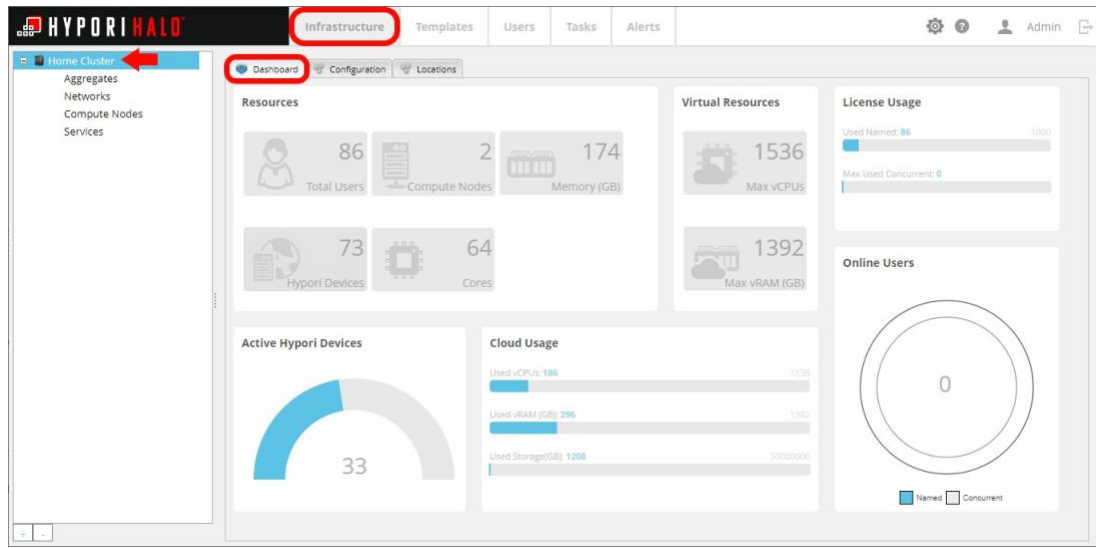 HYPORI HALO
Infrastructure Templates Users Tasks Alerts
Admin
Home Cluster
Aggregates
Networks
Compute Nodes
Services
Dashboard Configuration Locations
Resources
86
Total Users
2
Compute Nodes
174
Memory (GB)
73
Hypori Devices
64
Cores
Virtual Resources
1536
Max vCPUs
1392
Max vRAM (GB)
License Usage
Used Named: 86 1000
Max Used Concurrent: 0
Active Hypori Devices
33
Cloud Usage
Used vCPUs: 186 1536
Used vRAM (GB): 296 1392
Used Storage(GB): 1208 30000000
Online Users
0
Named Concurrent
+ -